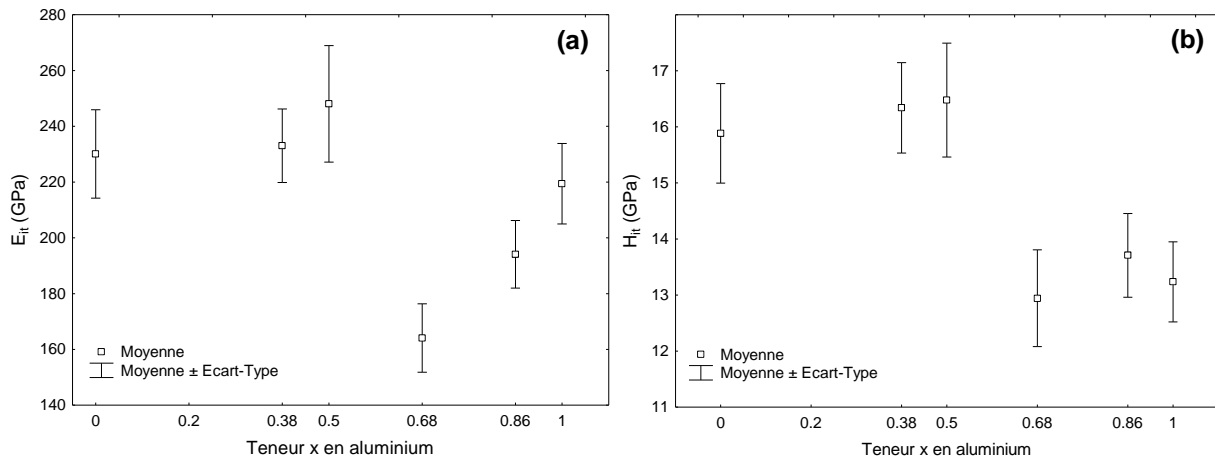 (a)
280
260
240
220
200
180
160
140
E_it (GPa)
Moyenne
Moyenne ± Ecart-Type
0 0.2 0.38 0.5 0.68 0.86 1
Teneur x en aluminium
(b)
17
16
15
14
13
12
11
H_it (GPa)
Moyenne
Moyenne ± Ecart-Type
0 0.2 0.38 0.5 0.68 0.86 1
Teneur x en aluminium